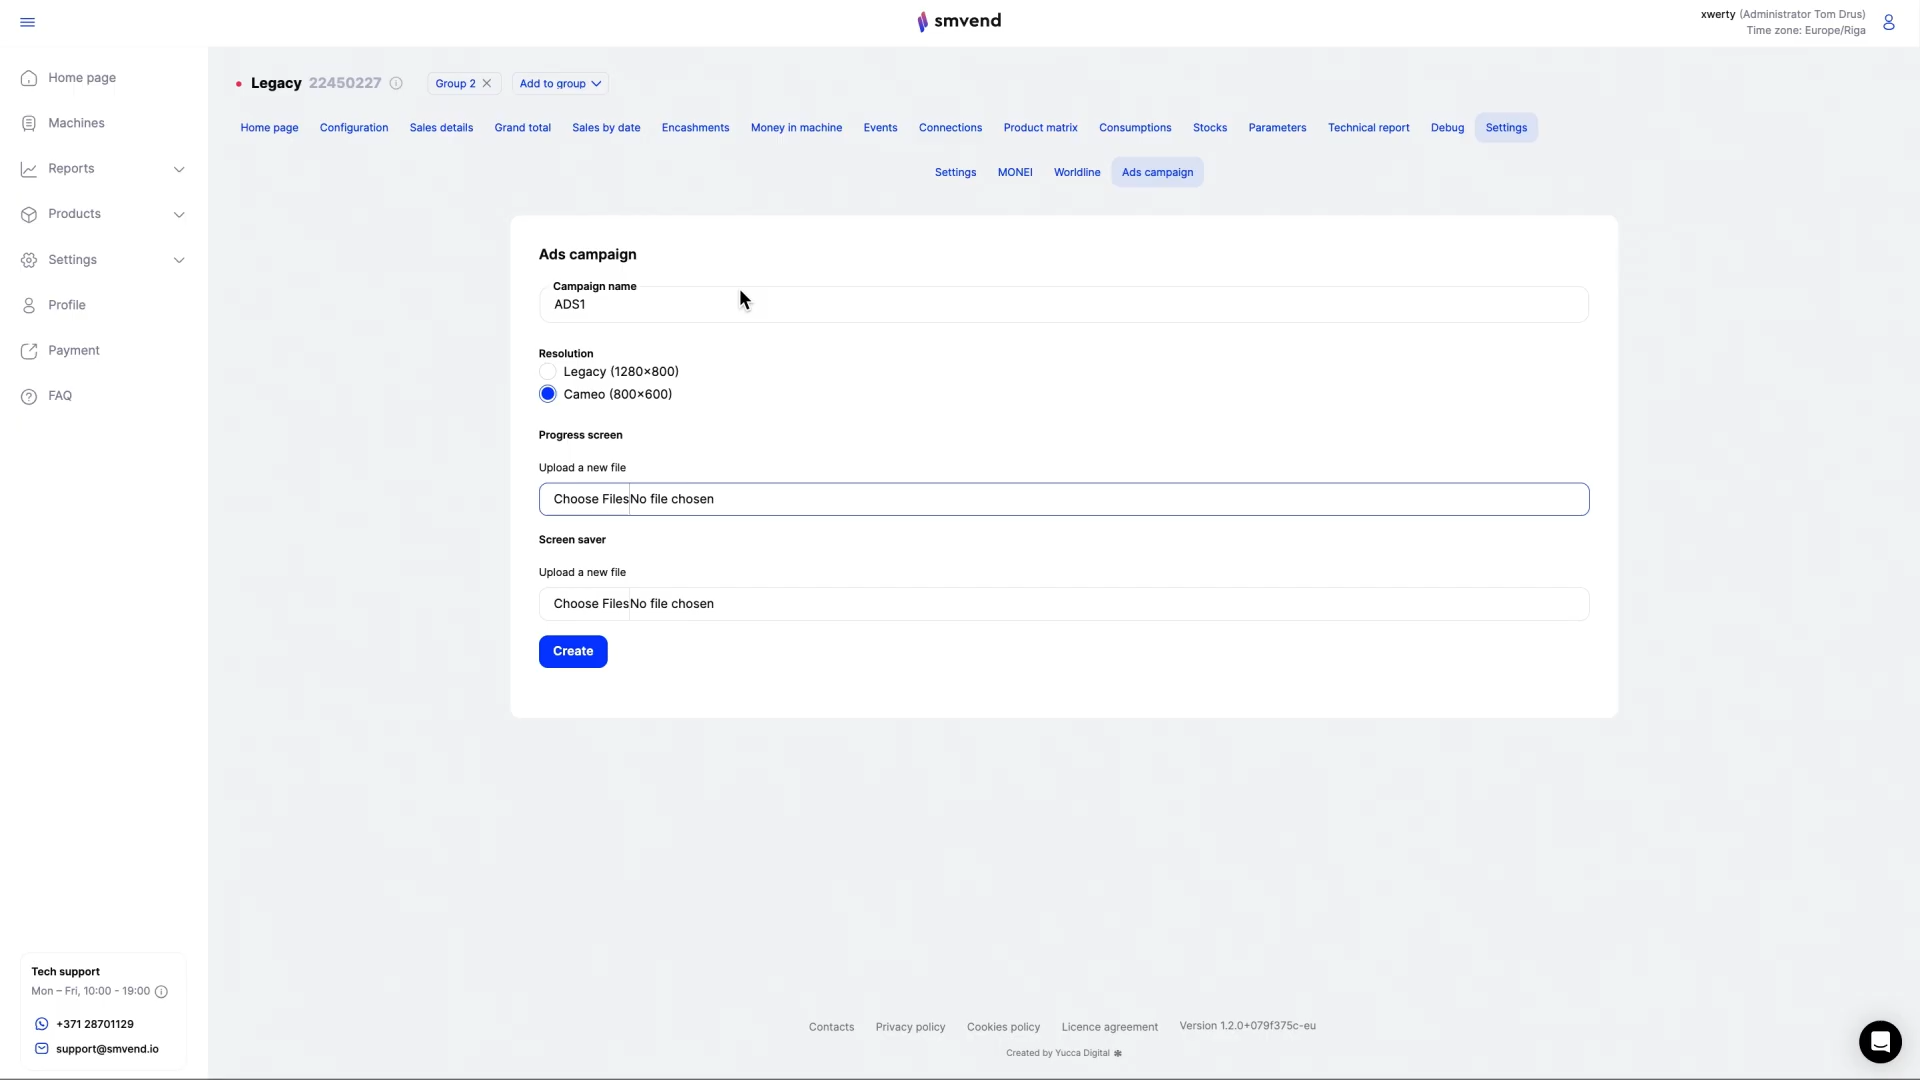 smvend
xwerty (Administrator Tom Drus)
Time zone: Europe/Riga
Home page
Machines
Reports
Products
Settings
Profile
Payment
FAQ
Legacy 22450227
Group 2
Add to group
Home page
Configuration
Sales details
Grand total
Sales by date
Encashments
Money in machine
Events
Connections
Product matrix
Consumptions
Stocks
Parameters
Technical report
Debug
Settings
Settings
MONEI
Worldline
Ads campaign
Ads campaign
Campaign name
ADS1
Resolution
Legacy (1280×800)
Cameo (800×600)
Progress screen
Upload a new file
Choose Files No file chosen
Screen saver
Upload a new file
Choose Files No file chosen
Create
Tech support
Mon – Fri, 10:00 - 19:00
+371 28701129
support@smvend.io
Contacts
Privacy policy
Cookies policy
Licence agreement
Version 1.2.0+079f375c-eu
Created by Yucca Digital